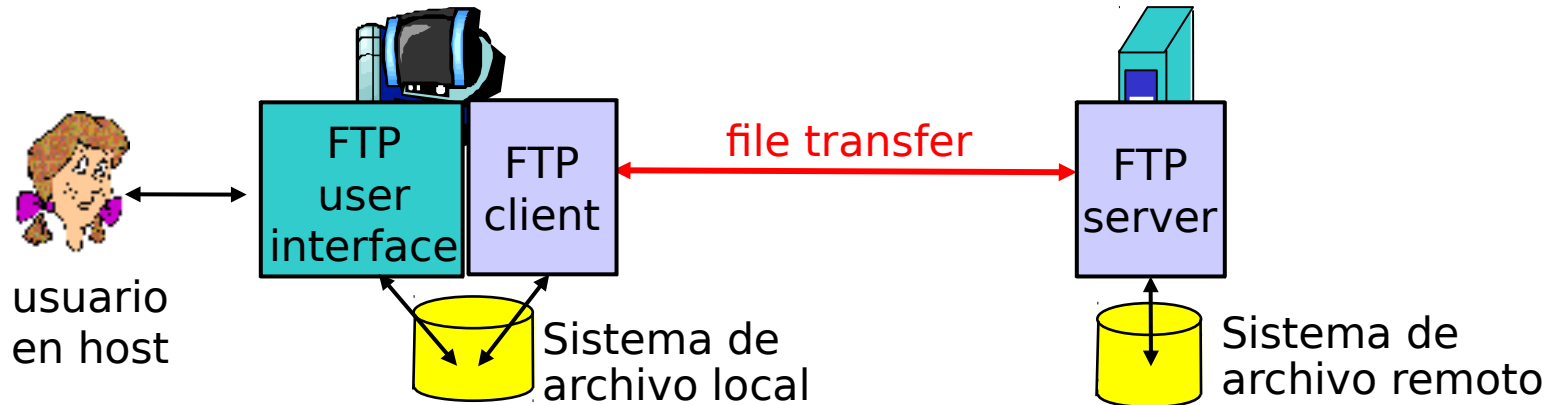 FTP
user
interface
FTP
client
file transfer
FTP
server
usuario
en host
Sistema de
archivo local
Sistema de
archivo remoto